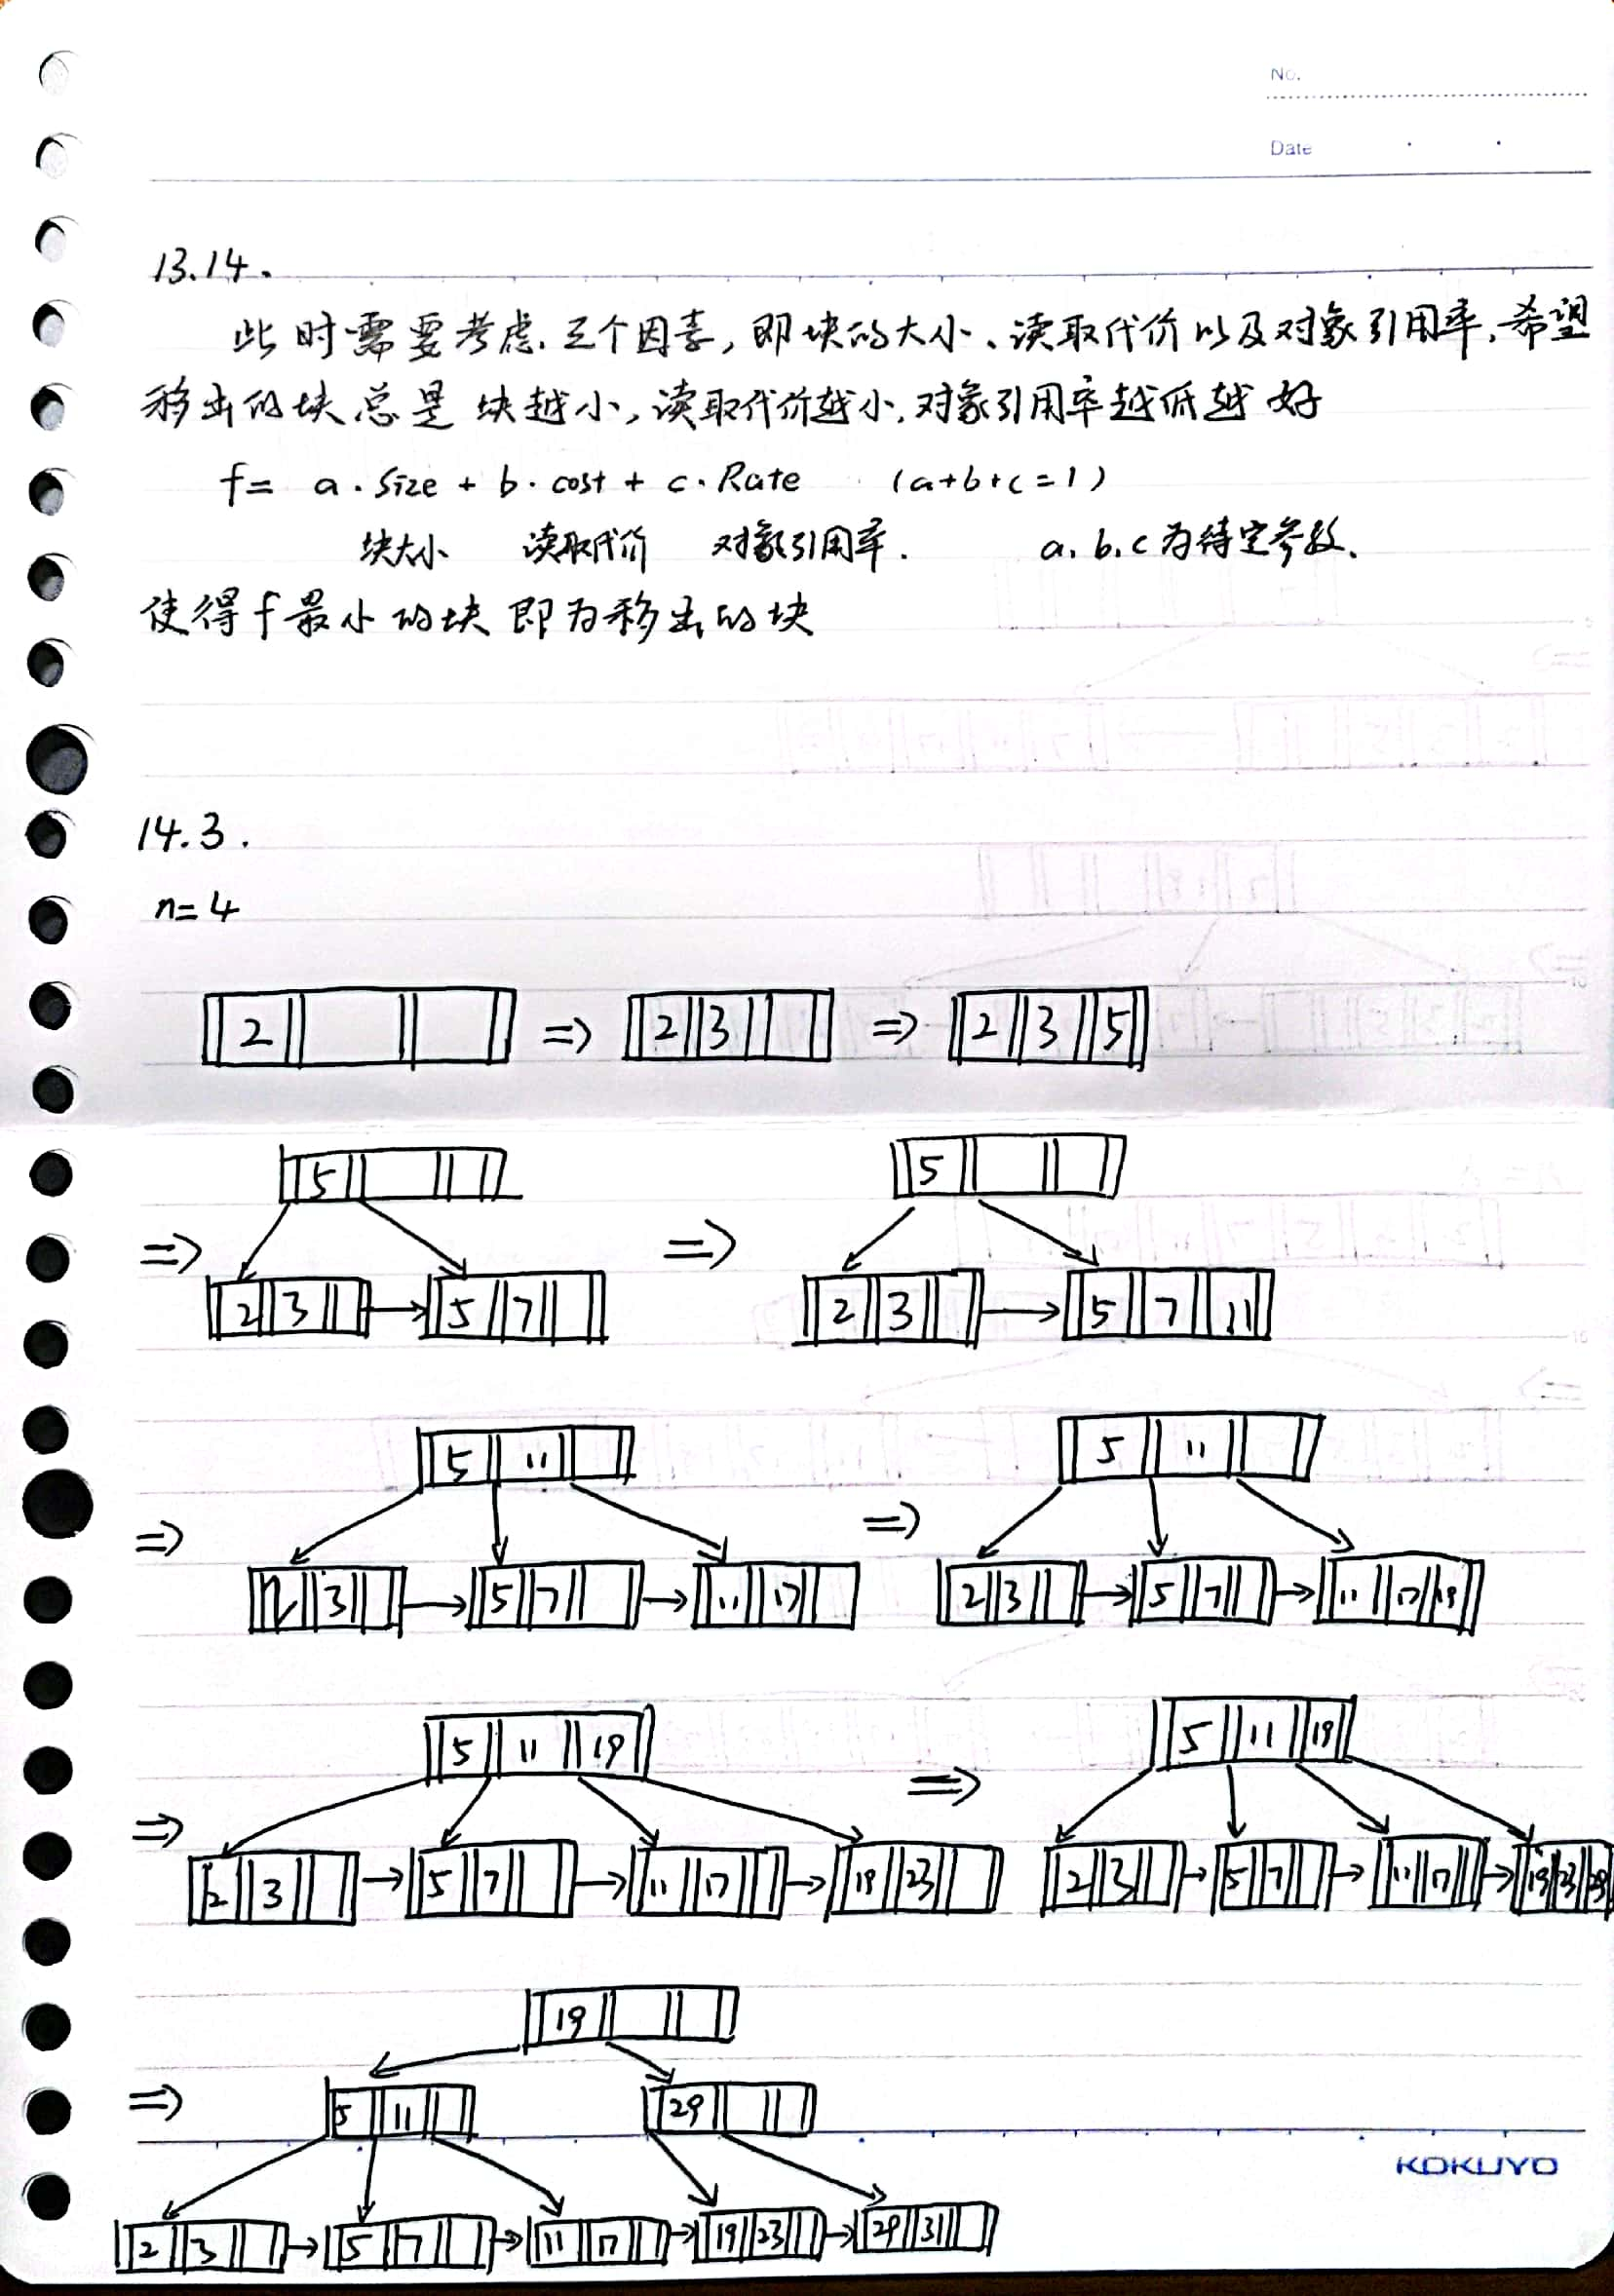 No.
Date
13.14.
此时需要考虑三个因素,即块的大小、读取代价以及对象引用率,希望
移出的块总是 块越小,读取代价越小,对象引用率越低越好
f= a·Size + b·cost + c·Rate (a+b+c=1)
块大小 读取代价 对象引用率. a.b.c为待定参数.
使得f最小的块即为移出的块
14.3.
n=4
2 => 2 3 => 2 3 5
5 5
=> 2 3 5 7 => 2 3 5 7 11
5 11 5 11
=> 2 3 5 7 11 17 => 2 3 5 7 11 17 19
5 11 19 5 11 19
=> 2 3 5 7 11 17 19 23 => 2 3 5 7 11 17 19 23 29
19
=> 5 11 29
KOKUYO
2 3 5 7 11 17 19 23 29 31